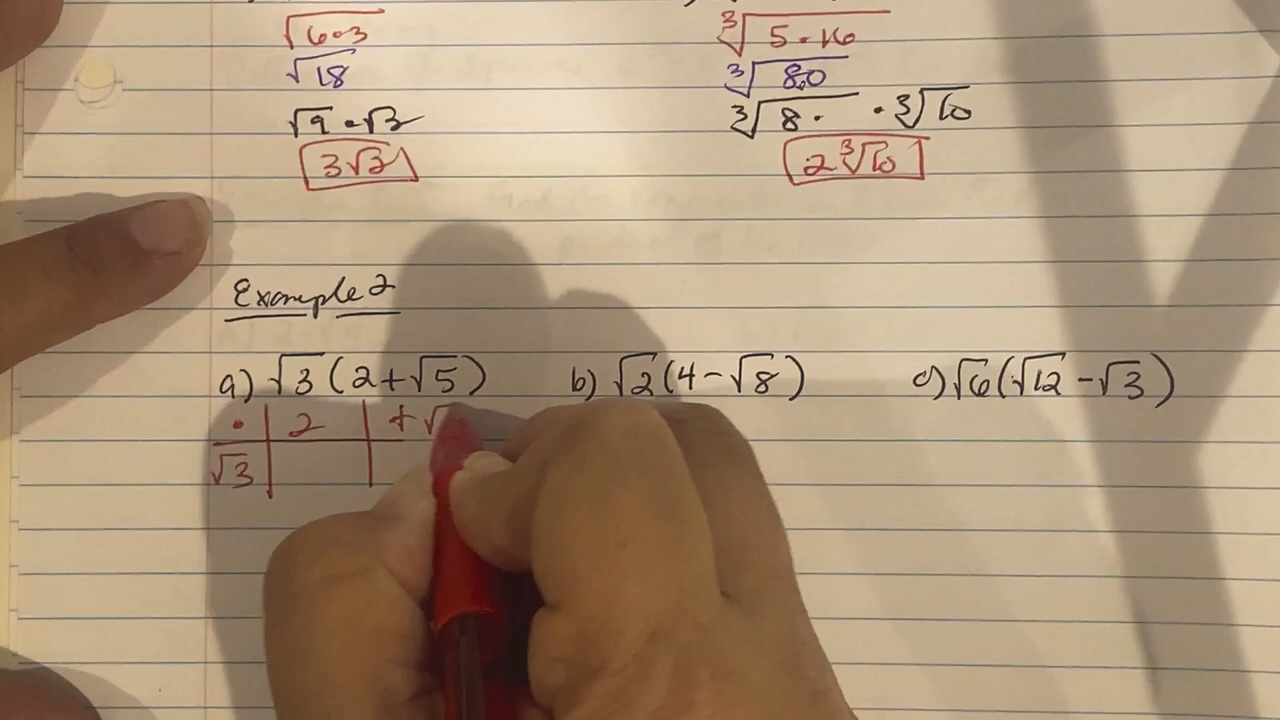 √6·3
√18
√9 · √2
3√2
∛5·16
∛80
∛8· · ∛10
2∛10
Example 2
a) √3 (2+√5)
b) √2 (4-√8)
c) √6 (√12 -√3)
· 2 + √
√3